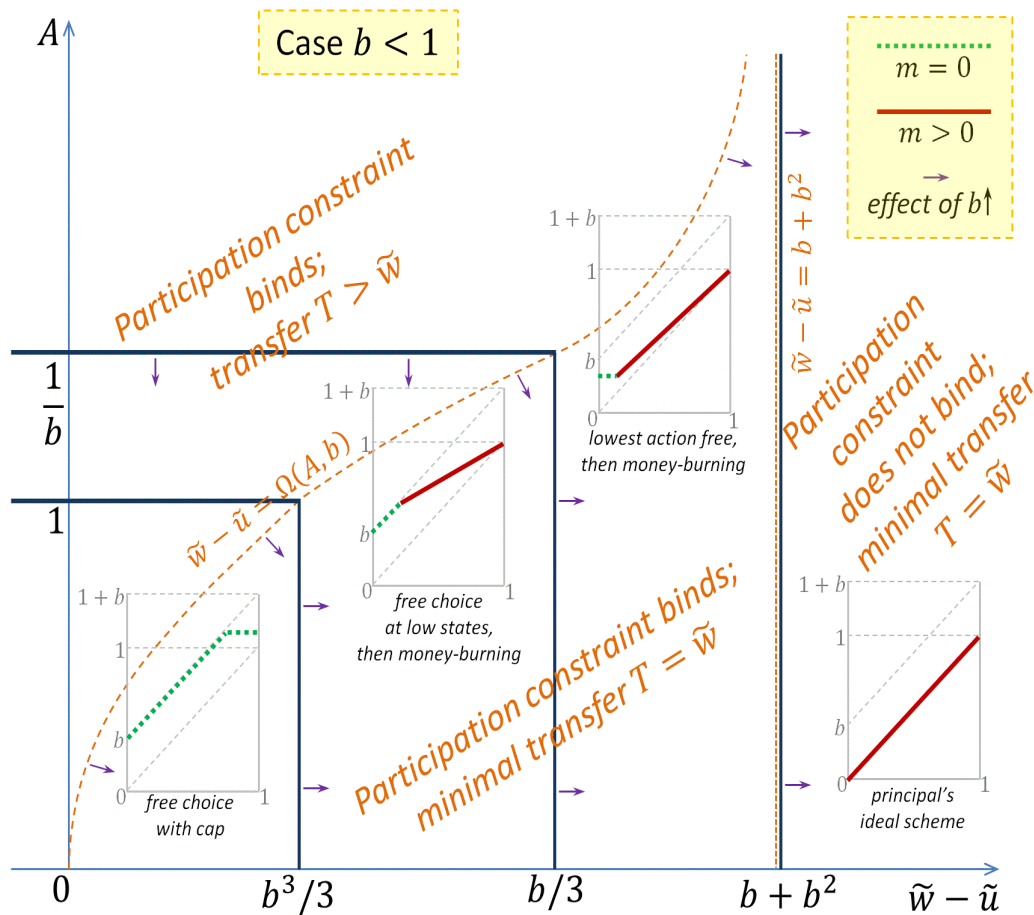 A
Case b < 1
m = 0
m > 0
effect of b↑
Participation constraint
binds;
transfer T > w̃
w̃ − ũ = b + b²
1 + b
1
b
0
1
lowest action free,
then money-burning
Participation
constraint
does not bind;
minimal transfer
T = w̃
1/b
1 + b
1
b
0
1
free choice
at low states,
then money-burning
w̃ − ũ = Ω(A, b)
1
1 + b
1
b
0
1
free choice
with cap
Participation constraint binds;
minimal transfer T = w̃
1 + b
1
b
0
1
principal's
ideal scheme
0
b³/3
b/3
b + b²
w̃ − ũ